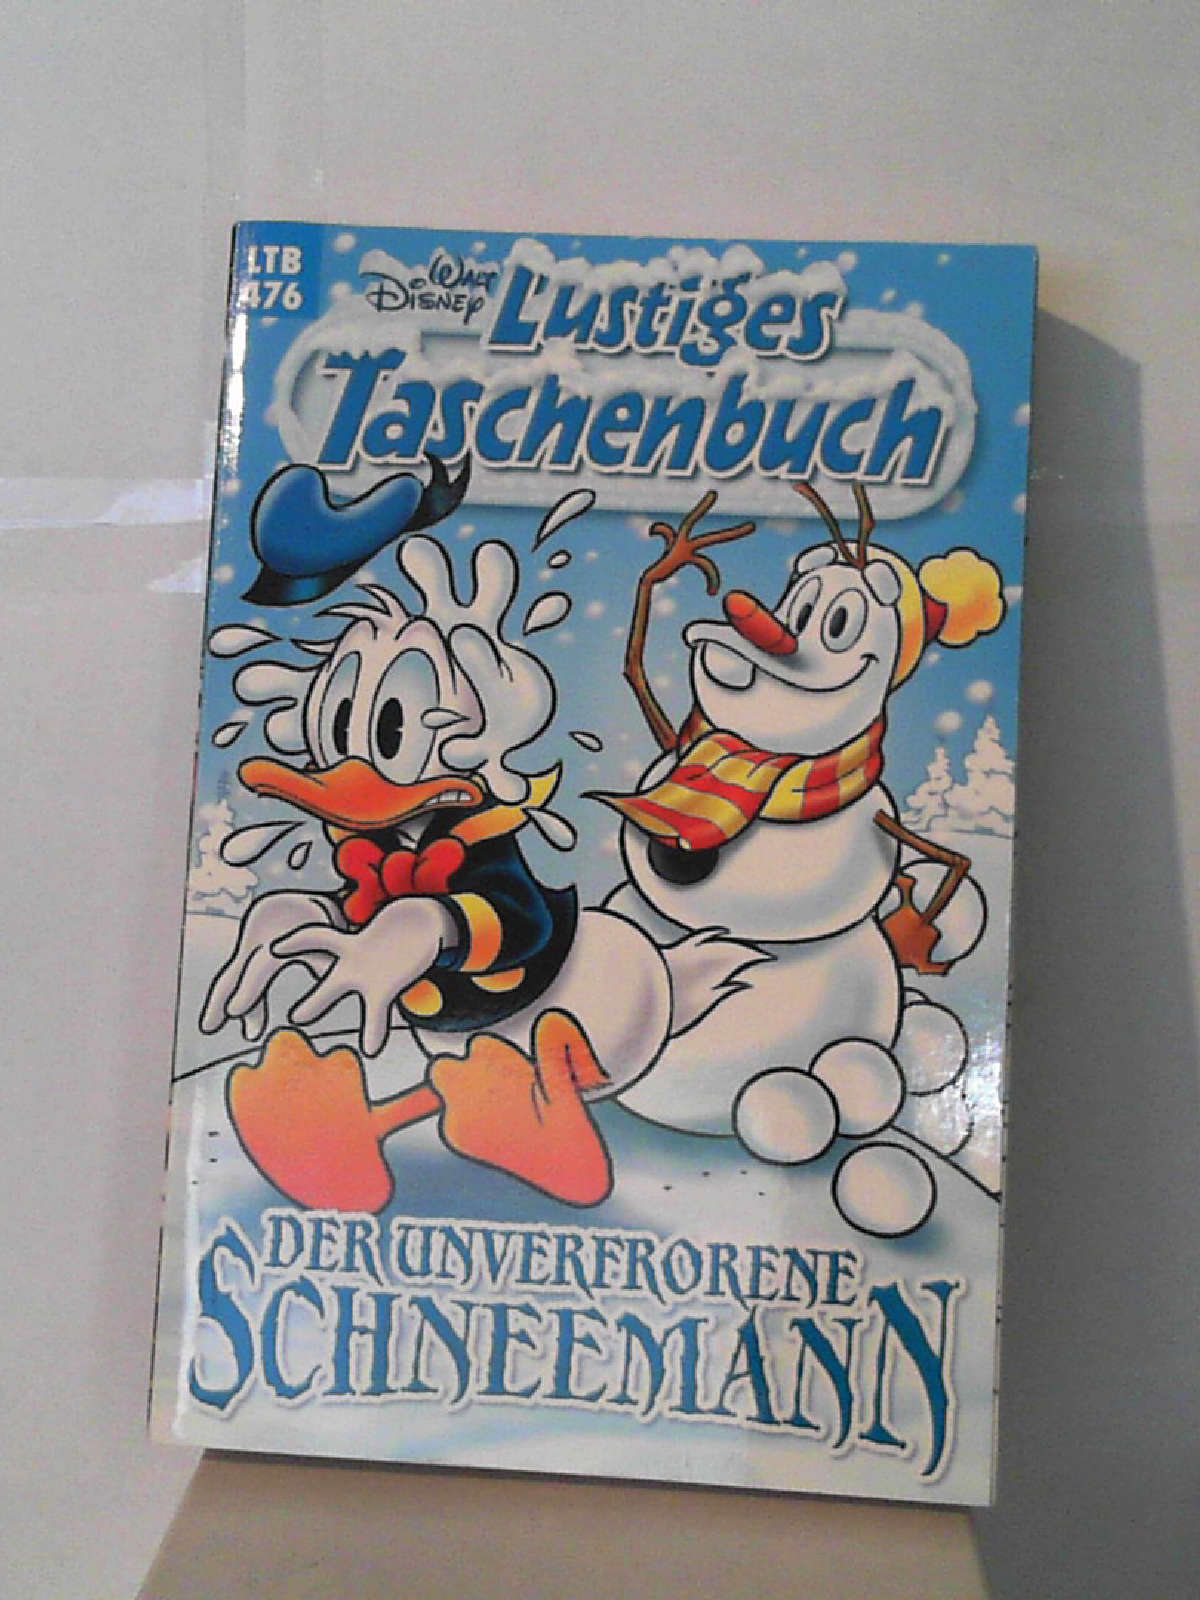 LTB
476
WALT
DISNEY
Lustiges
Taschenbuch
DER UNVERFRORENE
SCHNEEMANN